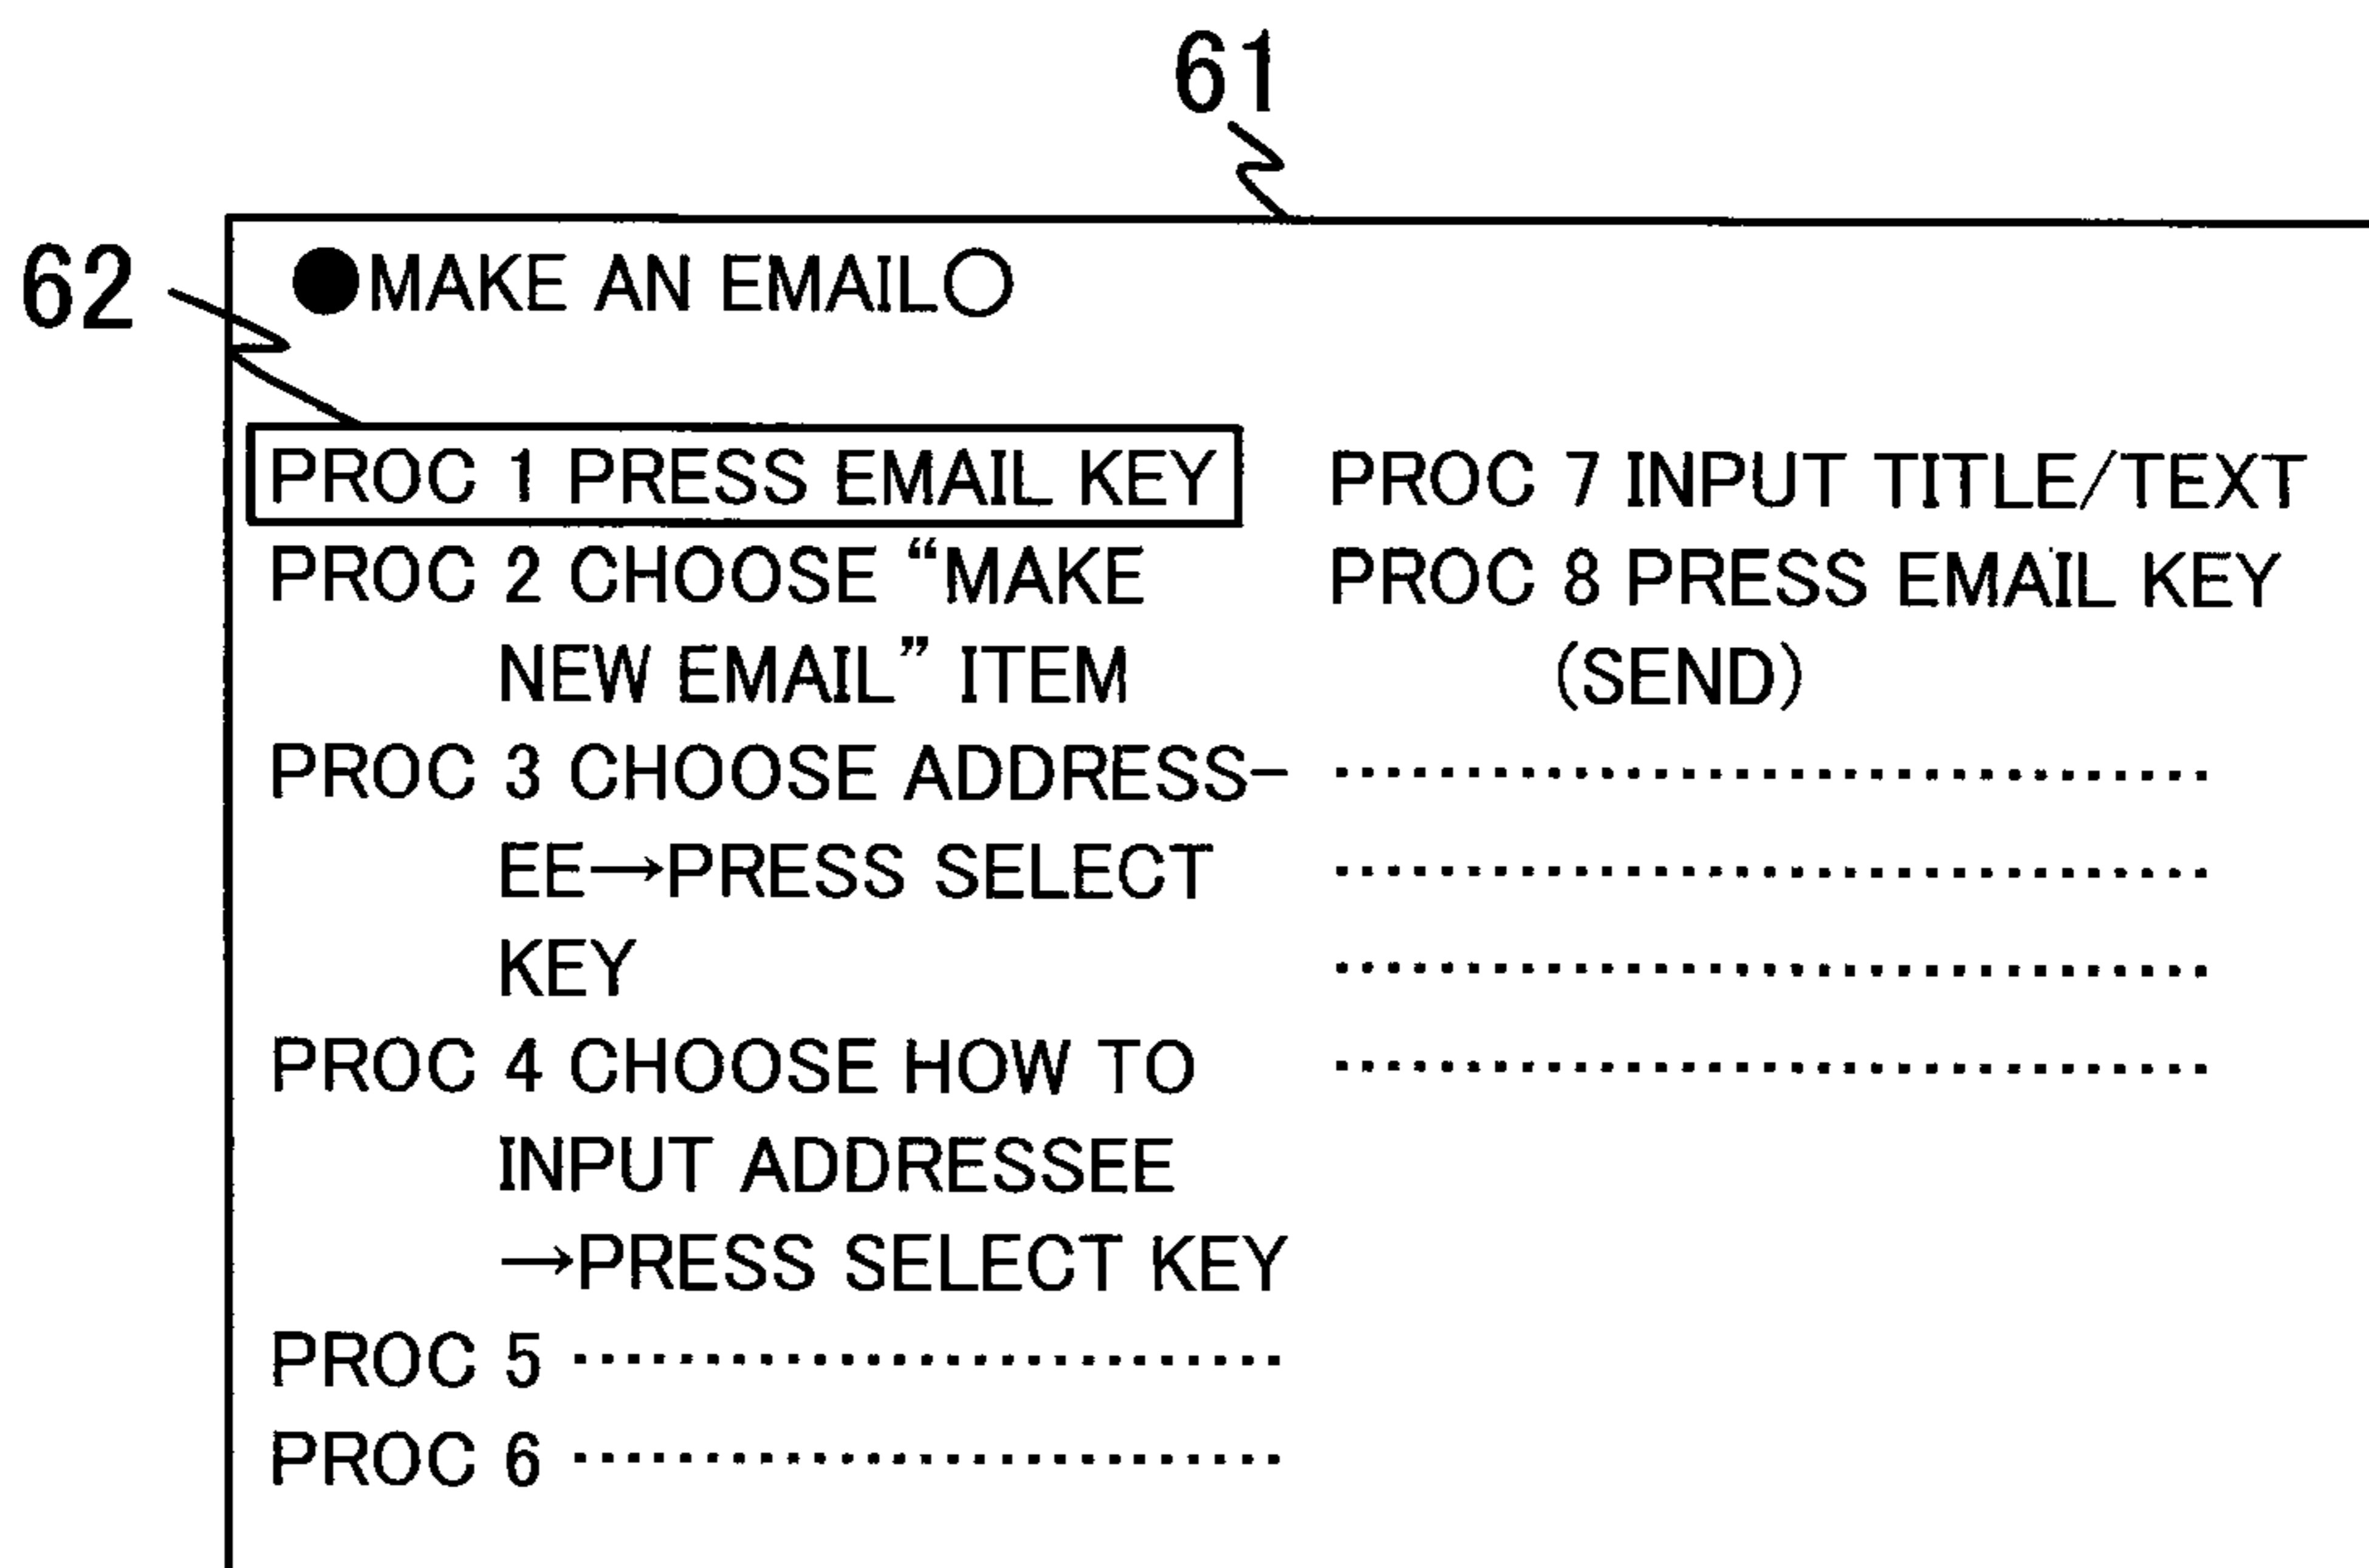 61
62
●MAKE AN EMAIL○
PROC 1 PRESS EMAIL KEY
PROC 2 CHOOSE “MAKE
NEW EMAIL” ITEM
PROC 3 CHOOSE ADDRESS-
EE→PRESS SELECT
KEY
PROC 4 CHOOSE HOW TO
INPUT ADDRESSEE
→PRESS SELECT KEY
PROC 5 ...........................
PROC 6 ...........................
PROC 7 INPUT TITLE/TEXT
PROC 8 PRESS EMAIL KEY
(SEND)
.................................
.................................
.................................
.................................